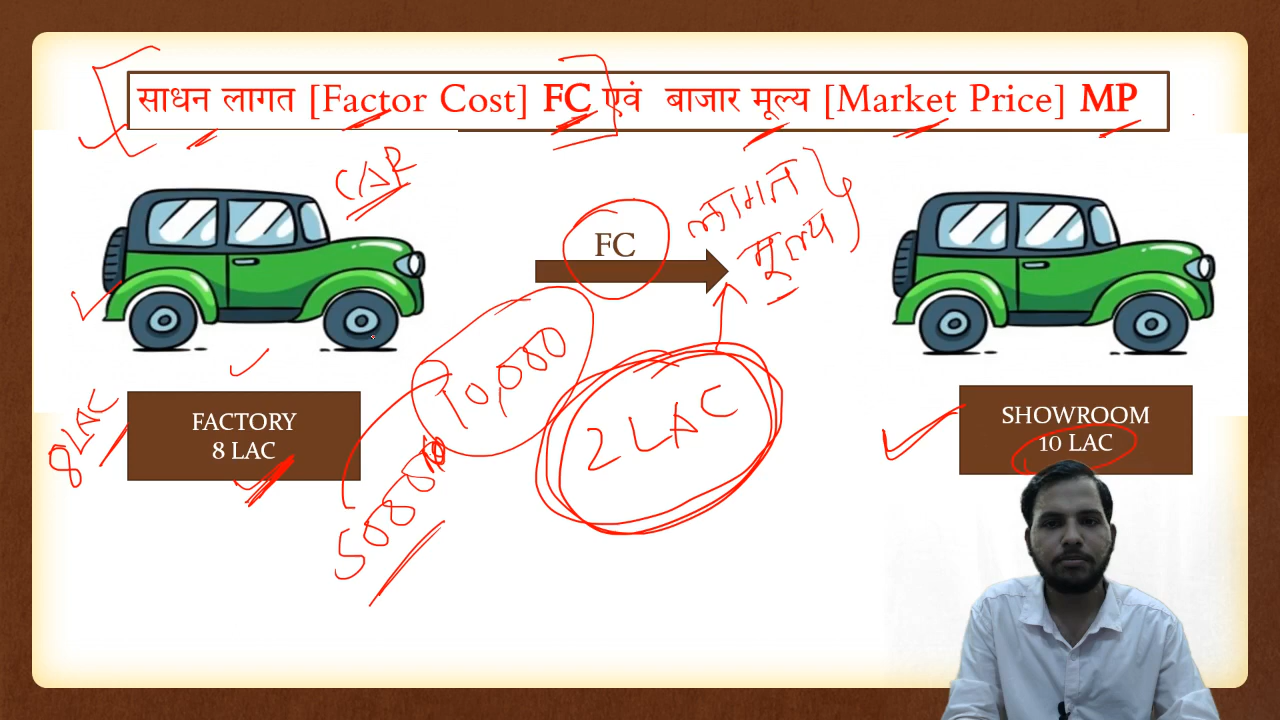 साधन लागत [Factor Cost] FC एवं बाजार मूल्य [Market Price] MP
CAR
FC
लागत
मूल्य
10,000
2 LAC
8 LAC
FACTORY
8 LAC
50000
SHOWROOM
10 LAC